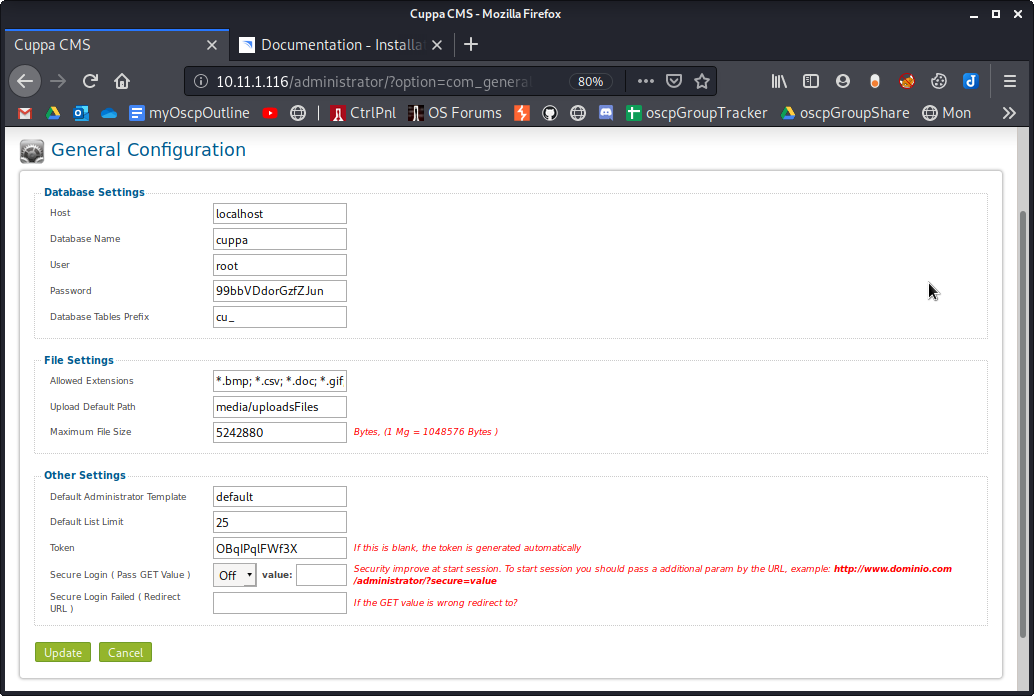 Cuppa CMS - Mozilla Firefox
Cuppa CMS
Documentation - Installa
10.11.1.116/administrator/?option=com_genera
80%
myOscpOutline
CtrlPnl
OS Forums
oscpGroupTracker
oscpGroupShare
Mon
General Configuration
Database Settings
Host
localhost
Database Name
cuppa
User
root
Password
99bbVDdorGzfZJun
Database Tables Prefix
cu_
File Settings
Allowed Extensions
*.bmp; *.csv; *.doc; *.gif
Upload Default Path
media/uploadsFiles
Maximum File Size
5242880
Bytes, (1 Mg = 1048576 Bytes )
Other Settings
Default Administrator Template
default
Default List Limit
25
Token
OBqIPqlFWf3X
If this is blank, the token is generated automatically
Secure Login ( Pass GET Value )
Off
value:
Security improve at start session. To start session you should pass a additional param by the URL, example: http://www.dominio.com
/administrator/?secure=value
Secure Login Failed ( Redirect
URL )
If the GET value is wrong redirect to?
Update
Cancel